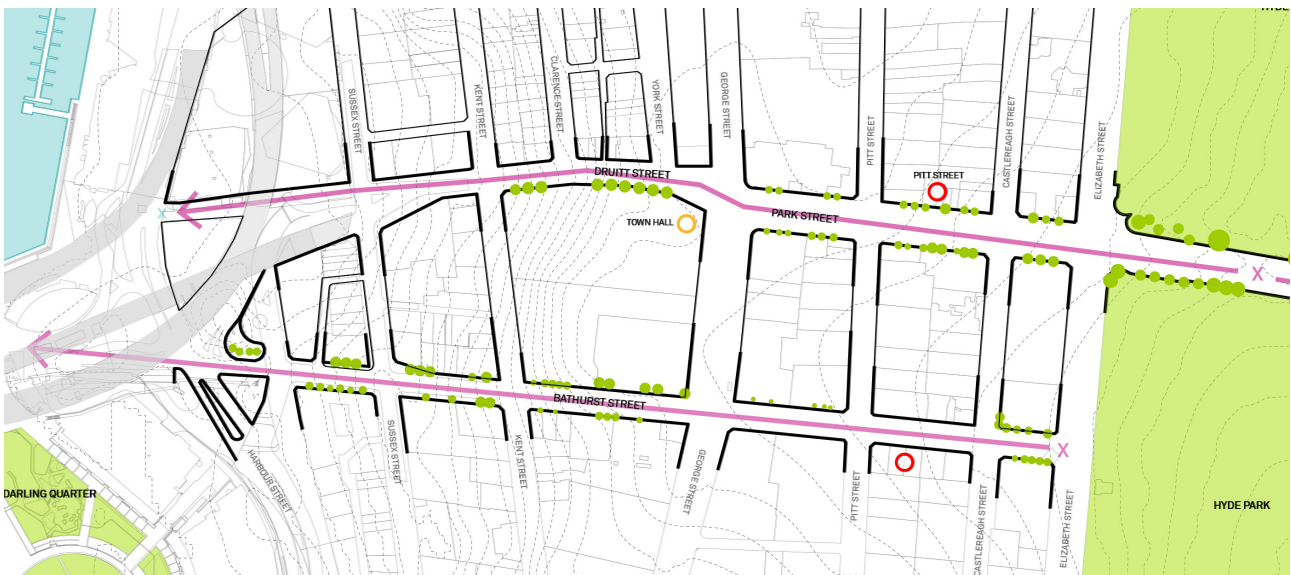 HYDE
SUSSEX STREET
KENT STREET
CLARENCE STREET
YORK STREET
GEORGE STREET
PITT STREET
CASTLEREAGH STREET
ELIZABETH STREET
DRUITT STREET
PITT STREET
PARK STREET
TOWN HALL
X
X
BATHURST STREET
X
SUSSEX STREET
KENT STREET
GEORGE STREET
PITT STREET
CASTLEREAGH STREET
ELIZABETH STREET
HARBOUR STREET
DARLING QUARTER
HYDE PARK